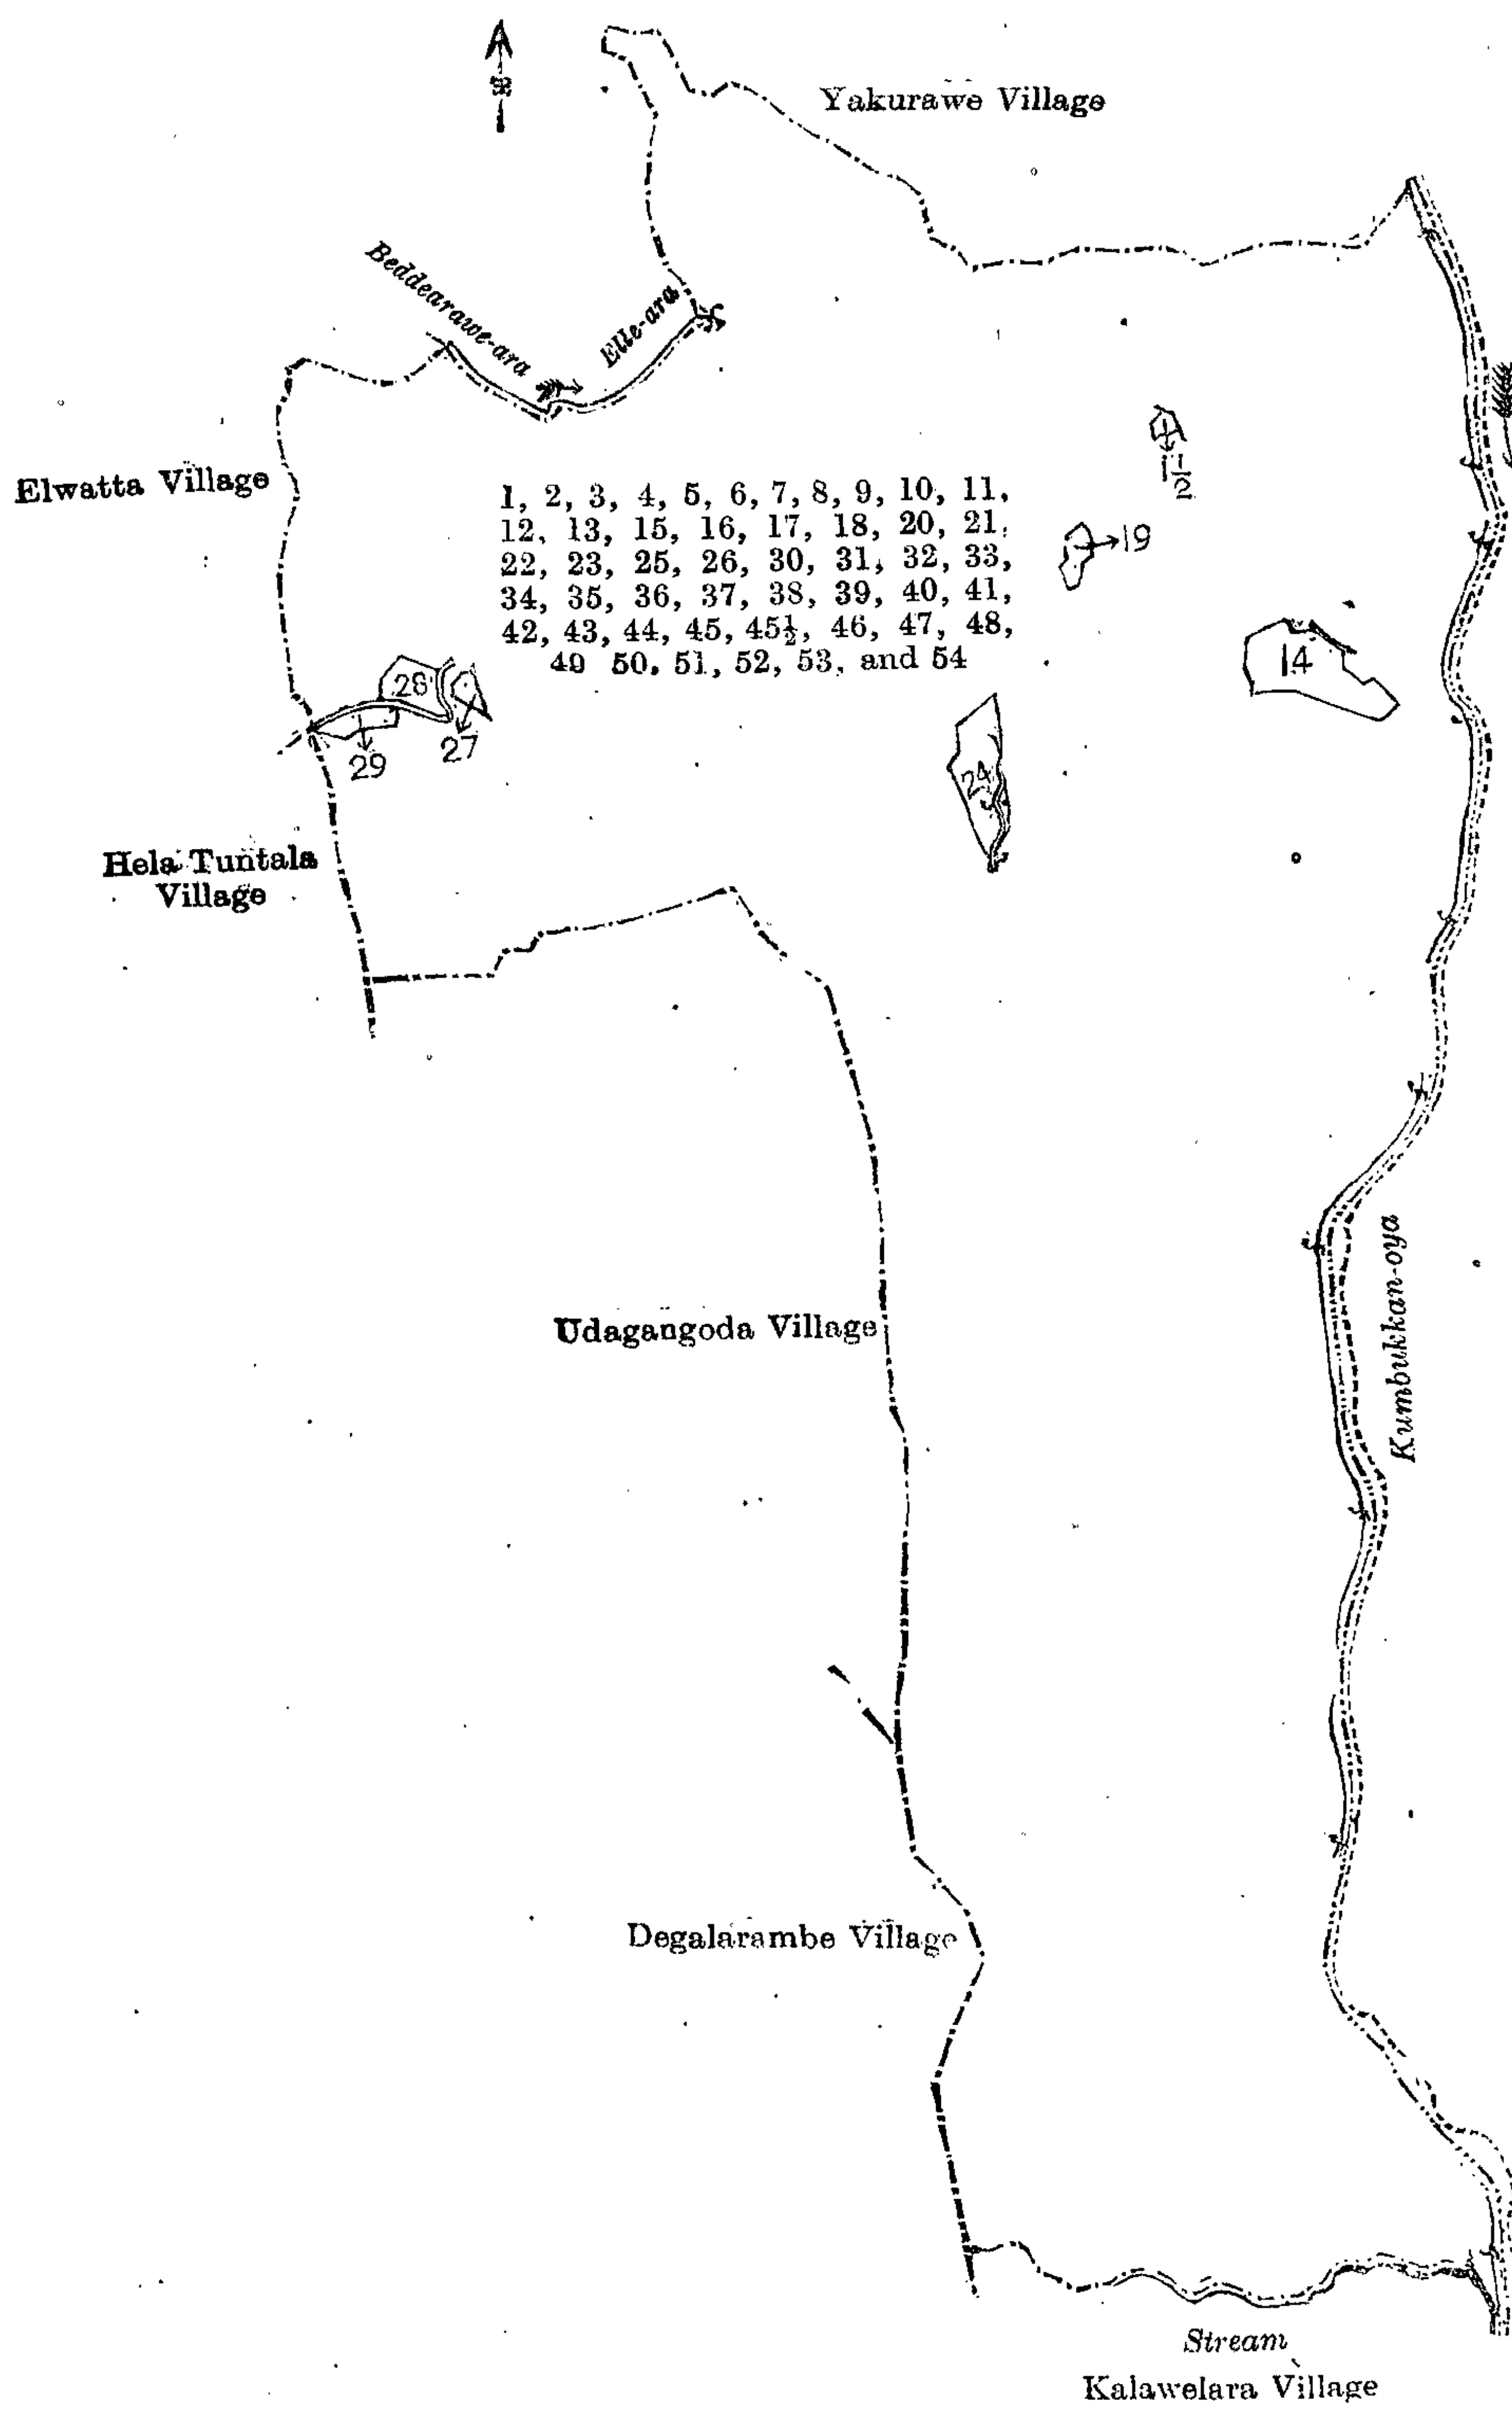 Yakurawe Village
Beddearawe-ara
Elle-ara
Elwatta Village
1 1/2
1, 2, 3, 4, 5, 6, 7, 8, 9, 10, 11,
12, 13, 15, 16, 17, 18, 20, 21,
22, 23, 25, 26, 30, 31, 32, 33,
34, 35, 36, 37, 38, 39, 40, 41,
42, 43, 44, 45, 45½, 46, 47, 48,
49 50, 51, 52, 53, and 54
19
14
28
27
29
24
Hela Tuntala
Village
Udagangoda Village
Kumbukkan-oya
Degalarambe Village
Stream
Kalawelara Village